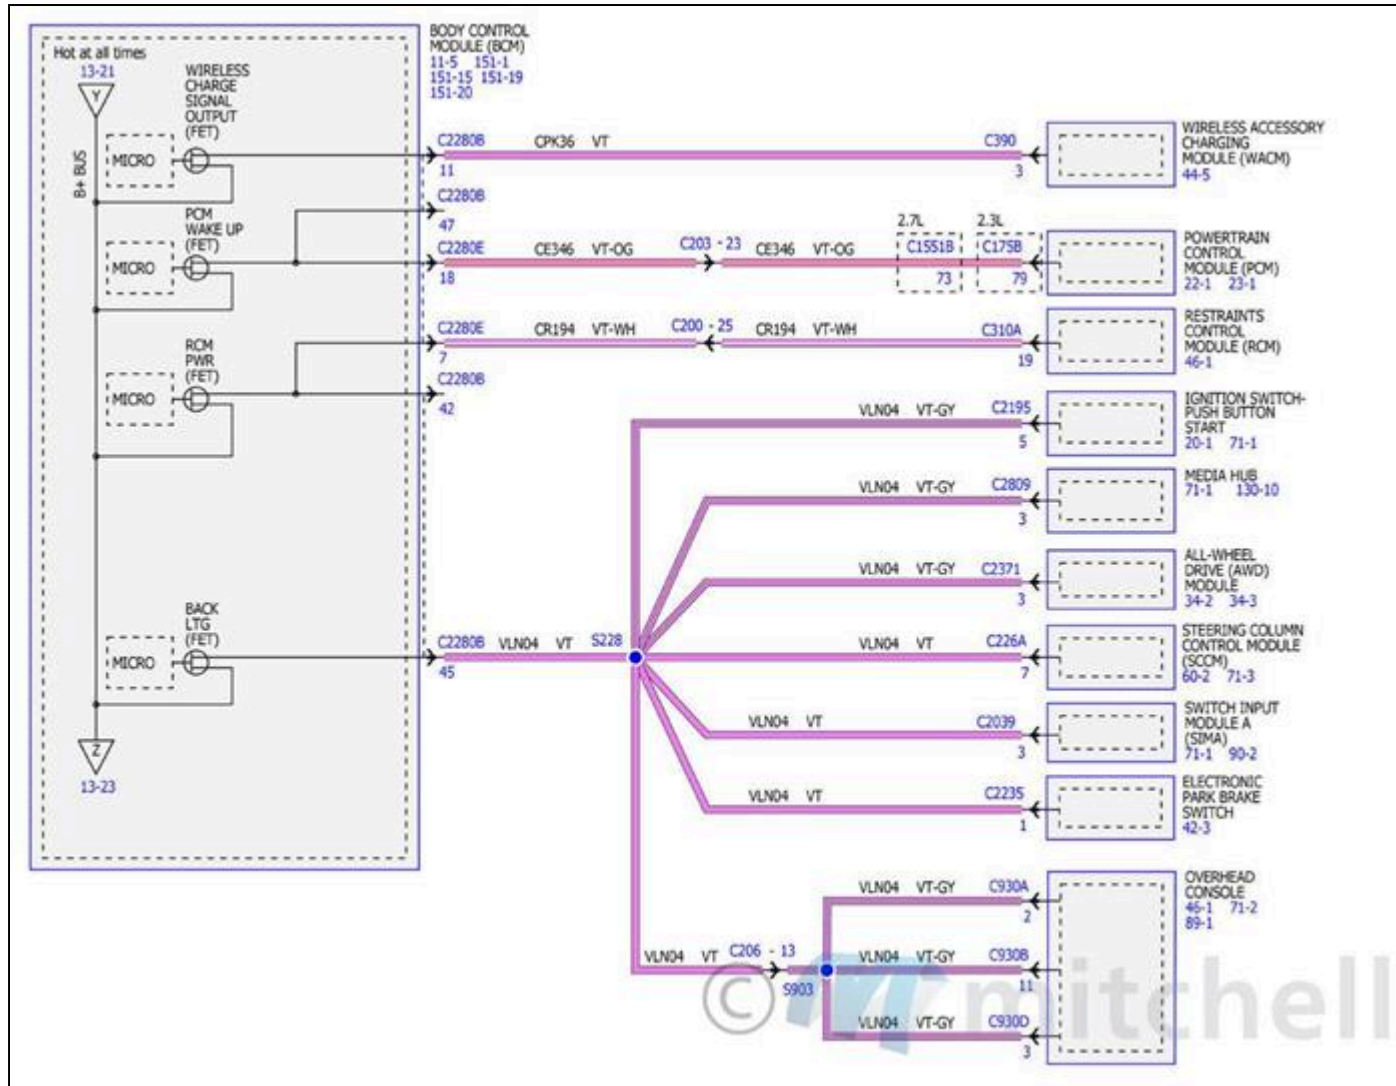 Hot at all times
13-21
Y
B+ BUS
WIRELESS
CHARGE
SIGNAL
OUTPUT
(FET)
MICRO
PCM
WAKE UP
(FET)
MICRO
RCM
PWR
(FET)
MICRO
BACK
LTG
(FET)
MICRO
Z
13-23
BODY CONTROL
MODULE (BCM)
11-5 151-1
151-15 151-19
151-20
C2280B CPK36 VT C390
11 3
WIRELESS ACCESSORY
CHARGING
MODULE (WACM)
44-5
C2280B
47
2.7L 2.3L
C2280E CE346 VT-OG C203 - 23 CE346 VT-OG C1551B C175B
18 73 79
POWERTRAIN
CONTROL
MODULE (PCM)
22-1 23-1
C2280E CR194 VT-WH C200 - 25 CR194 VT-WH C310A
7 19
RESTRAINTS
CONTROL
MODULE (RCM)
46-1
C2280B
42
VLN04 VT-GY C2195
5
IGNITION SWITCH-
PUSH BUTTON
START
20-1 71-1
VLN04 VT-GY C2809
3
MEDIA HUB
71-1 130-10
VLN04 VT-GY C2371
3
ALL-WHEEL
DRIVE (AWD)
MODULE
34-2 34-3
C2280B VLN04 VT S228 VLN04 VT C226A
45 7
STEERING COLUMN
CONTROL MODULE
(SCCM)
60-2 71-3
VLN04 VT C2039
3
SWITCH INPUT
MODULE A
(SIMA)
71-1 90-2
VLN04 VT C2235
1
ELECTRONIC
PARK BRAKE
SWITCH
42-3
VLN04 VT-GY C930A
2
OVERHEAD
CONSOLE
46-1 71-2
89-1
VLN04 VT C206 - 13 VLN04 VT-GY C930B
S903 11
VLN04 VT-GY C930D
3
© mitchell